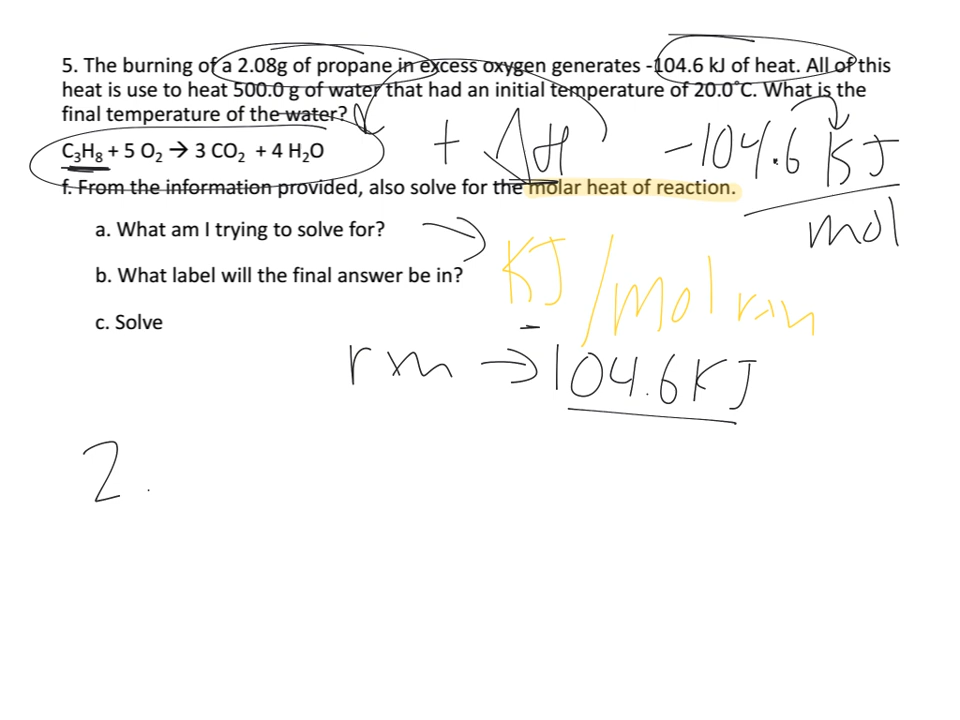 5. The burning of a 2.08g of propane in excess oxygen generates -104.6 kJ of heat. All of this
heat is use to heat 500.0 g of water that had an initial temperature of 20.0°C. What is the
final temperature of the water?
C₃H₈ + 5 O₂ → 3 CO₂ + 4 H₂O
+ ΔH
-104.6 KJ
mol
f. From the information provided, also solve for the molar heat of reaction.
a. What am I trying to solve for?
b. What label will the final answer be in?
KJ/mol rxn
c. Solve
rxn → -104.6 KJ
2.